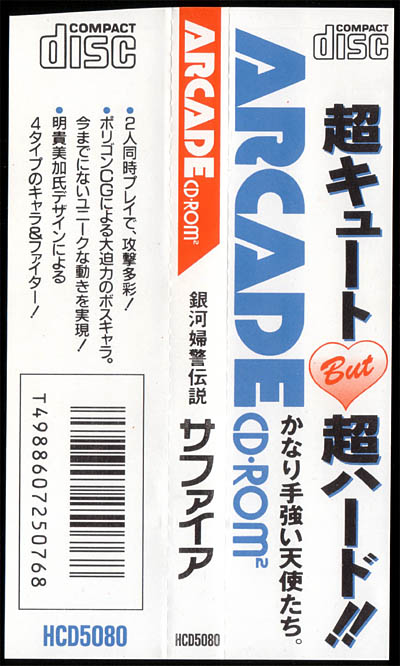 COMPACT
disc
超キュート
But
超ハード!!
ARCADE
CD・ROM²
かなり手強い天使たち。
ARCADE
CD・ROM²
銀河婦警伝説
サファイア
HCD5080
COMPACT
disc
•2人同時プレイで、攻撃多彩!
•ポリゴンCGによる大迫力のボスキャラ。
今までにないユニークな動きを実現!
•明貴美加氏デザインによる
4タイプのキャラ&ファイター!
T4988607250768
HCD5080